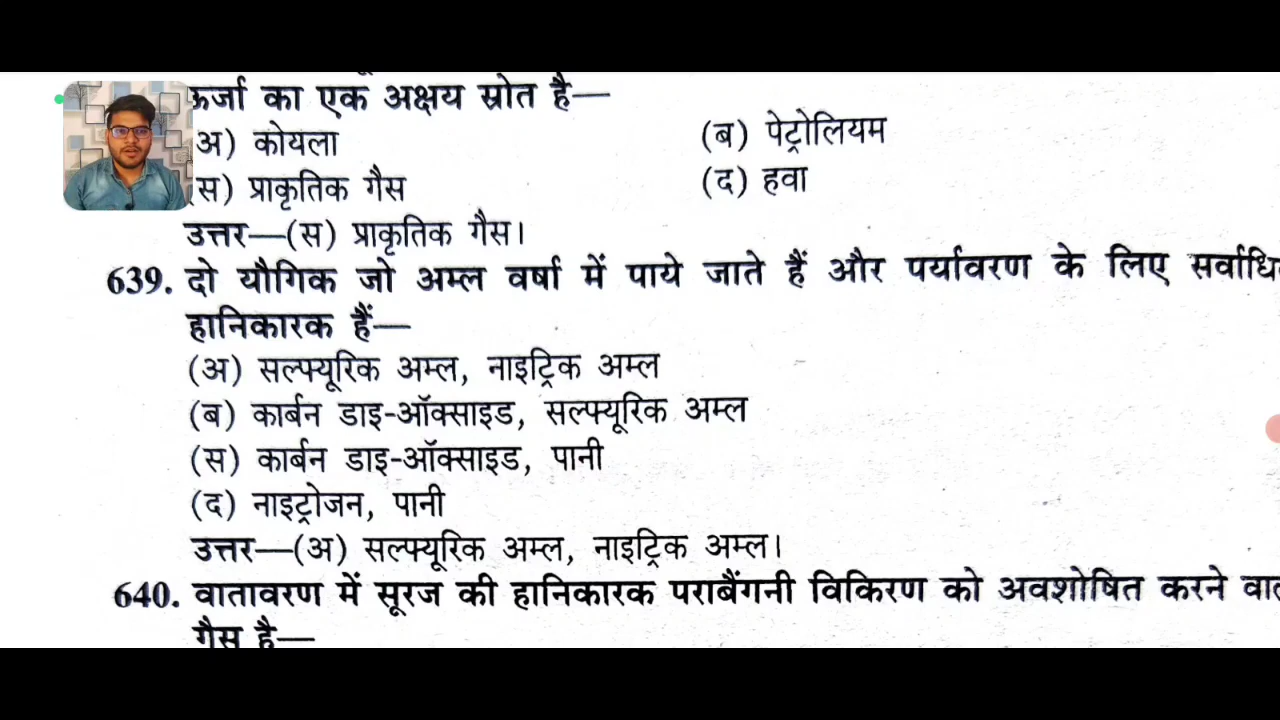 ऊर्जा का एक अक्षय स्रोत है—
अ) कोयला (ब) पेट्रोलियम
(स) प्राकृतिक गैस (द) हवा
उत्तर—(स) प्राकृतिक गैस।
639. दो यौगिक जो अम्ल वर्षा में पाये जाते हैं और पर्यावरण के लिए
हानिकारक हैं—
(अ) सल्फ्यूरिक अम्ल, नाइट्रिक अम्ल
(ब) कार्बन डाइ-ऑक्साइड, सल्फ्यूरिक अम्ल
(स) कार्बन डाइ-ऑक्साइड, पानी
(द) नाइट्रोजन, पानी
उत्तर—(अ) सल्फ्यूरिक अम्ल, नाइट्रिक अम्ल।
640. वातावरण में सूरज की हानिकारक पराबैंगनी विकिरण को अवशोषित करने
गैस है—